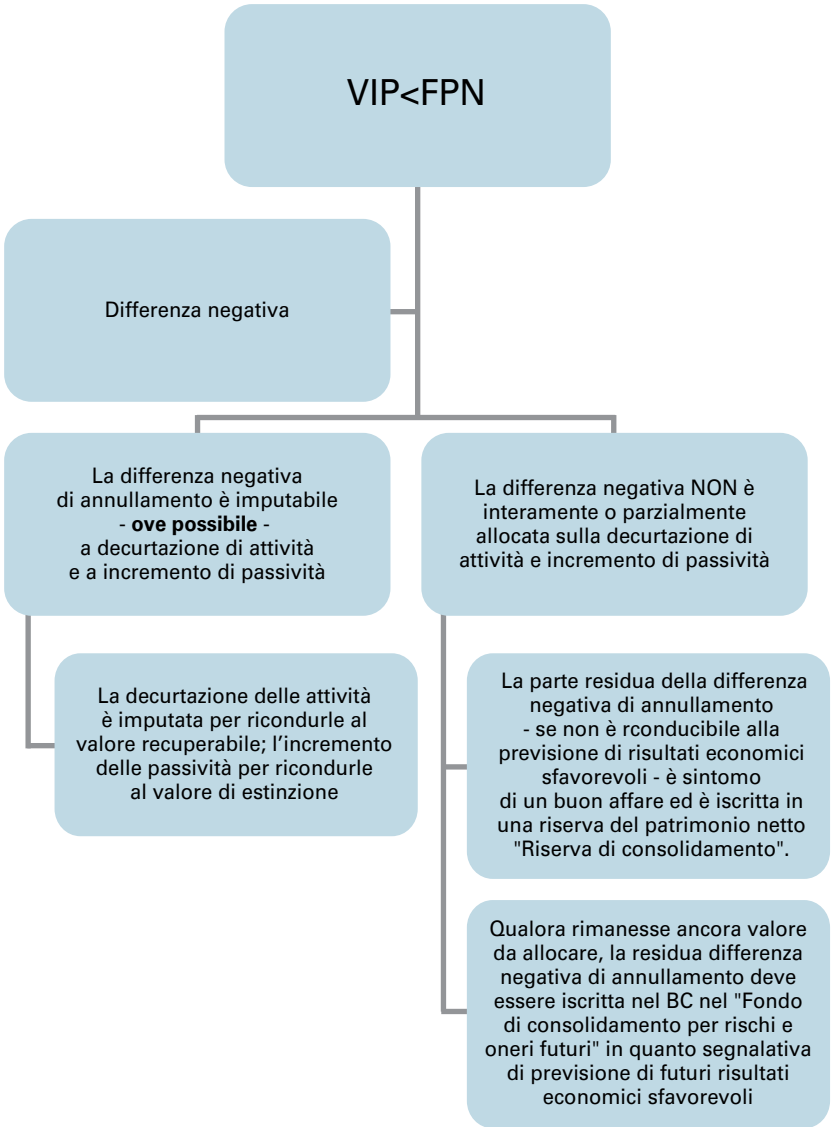 VIP<FPN
Differenza negativa
La differenza negativa
di annullamento è imputabile
- ove possibile -
a decurtazione di attività
e a incremento di passività
La decurtazione delle attività
è imputata per ricondurle al
valore recuperabile; l'incremento
delle passività per ricondurle
al valore di estinzione
La differenza negativa NON è
interamente o parzialmente
allocata sulla decurtazione di
attività e incremento di passività
La parte residua della differenza
negativa di annullamento
- se non è rconducibile alla
previsione di risultati economici
sfavorevoli - è sintomo
di un buon affare ed è iscritta in
una riserva del patrimonio netto
"Riserva di consolidamento".
Qualora rimanesse ancora valore
da allocare, la residua differenza
negativa di annullamento deve
essere iscritta nel BC nel "Fondo
di consolidamento per rischi e
oneri futuri" in quanto segnalativa
di previsione di futuri risultati
economici sfavorevoli